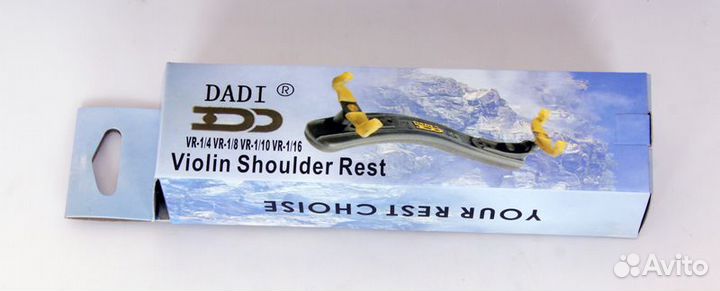 DADI ®
VR-1/4 VR-1/8 VR-1/10 VR-1/16
Violin Shoulder Rest
YOUR REST CHOISE
Avito